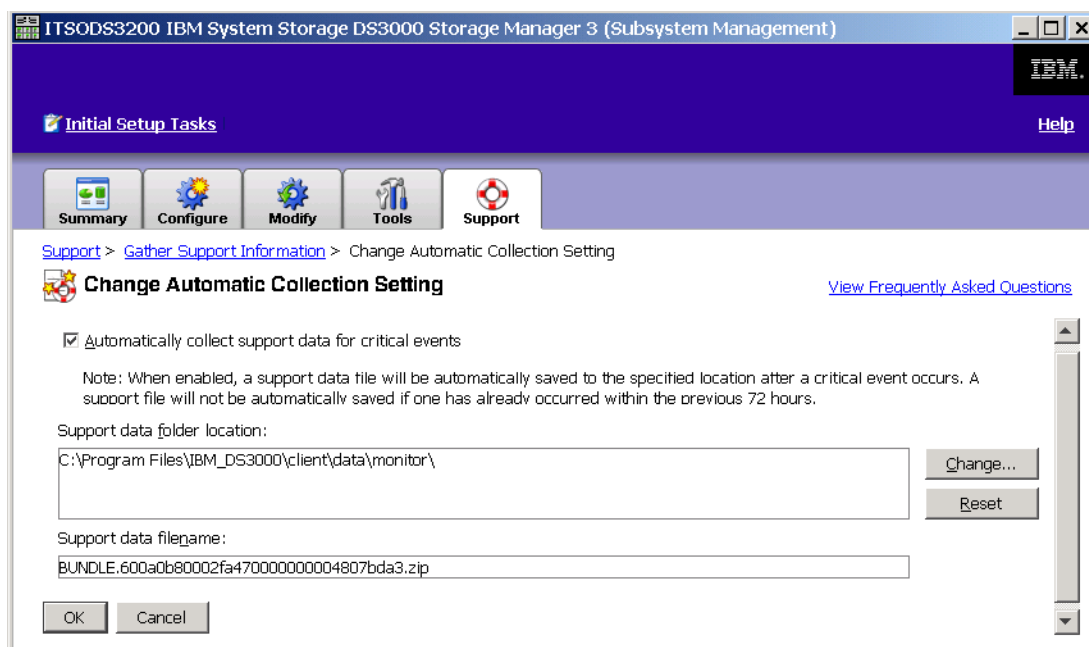 ITSODS3200 IBM System Storage DS3000 Storage Manager 3 (Subsystem Management)
IBM.
Initial Setup Tasks
Help
Summary
Configure
Modify
Tools
Support
Support > Gather Support Information > Change Automatic Collection Setting
Change Automatic Collection Setting
View Frequently Asked Questions
Automatically collect support data for critical events
Note: When enabled, a support data file will be automatically saved to the specified location after a critical event occurs. A
support file will not be automatically saved if one has already occurred within the previous 72 hours.
Support data folder location:
C:\Program Files\IBM_DS3000\client\data\monitor\
Change...
Reset
Support data filename:
BUNDLE.600a0b80002fa470000000004807bda3.zip
OK
Cancel